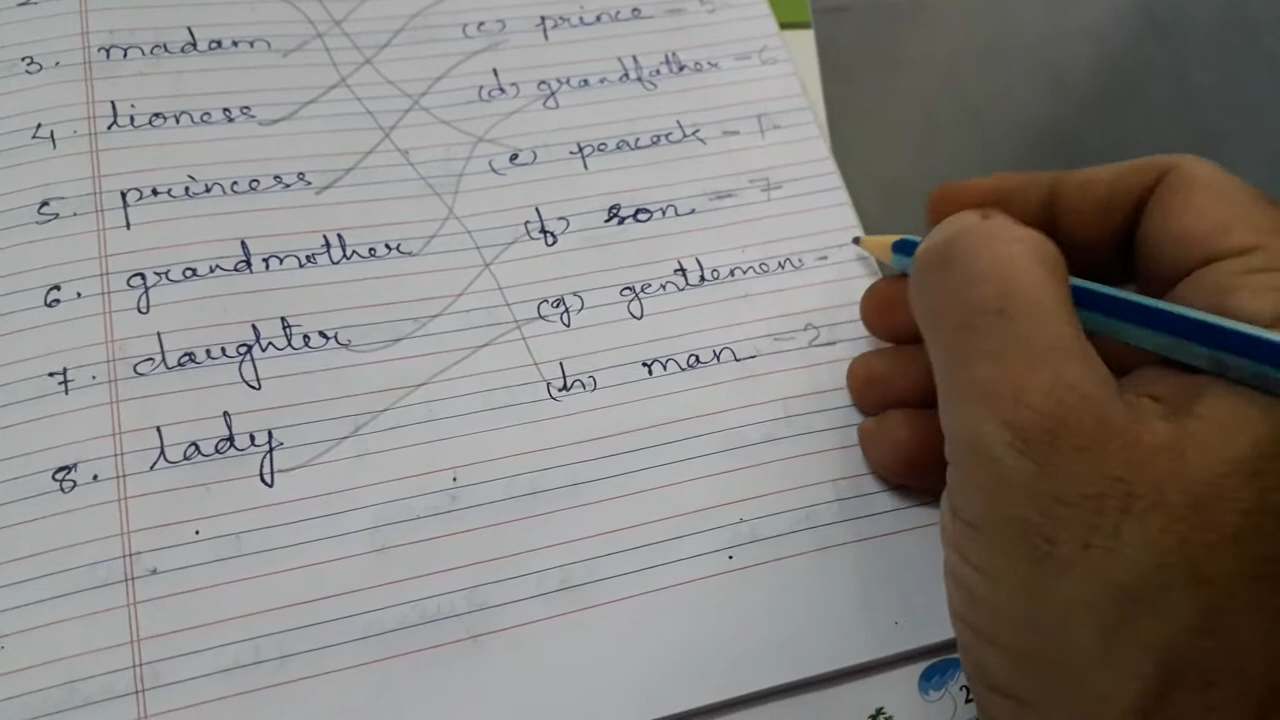 3. madam
4. lioness
5. princess
6. grandmother
7. daughter
8. lady
(c) prince - 5
(d) grandfather - 6
(e) peacock - 1
(f) son - 7
(g) gentleman -
(h) man - 2
2